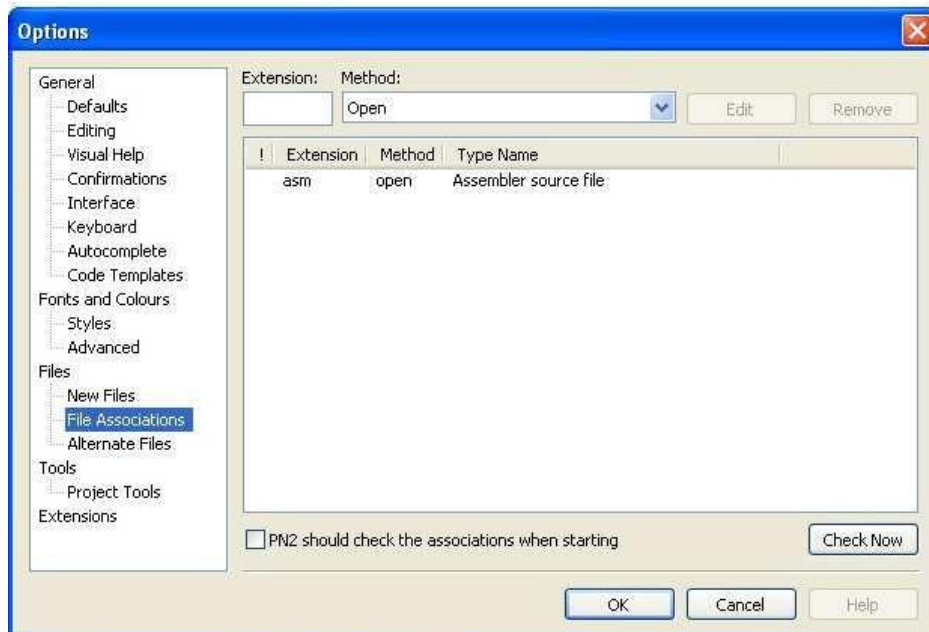 Options
General
Defaults
Editing
Visual Help
Confirmations
Interface
Keyboard
Autocomplete
Code Templates
Fonts and Colours
Styles
Advanced
Files
New Files
File Associations
Alternate Files
Tools
Project Tools
Extensions
Extension: Method:
Open Edit Remove
! Extension Method Type Name
asm open Assembler source file
PN2 should check the associations when starting Check Now
OK Cancel Help